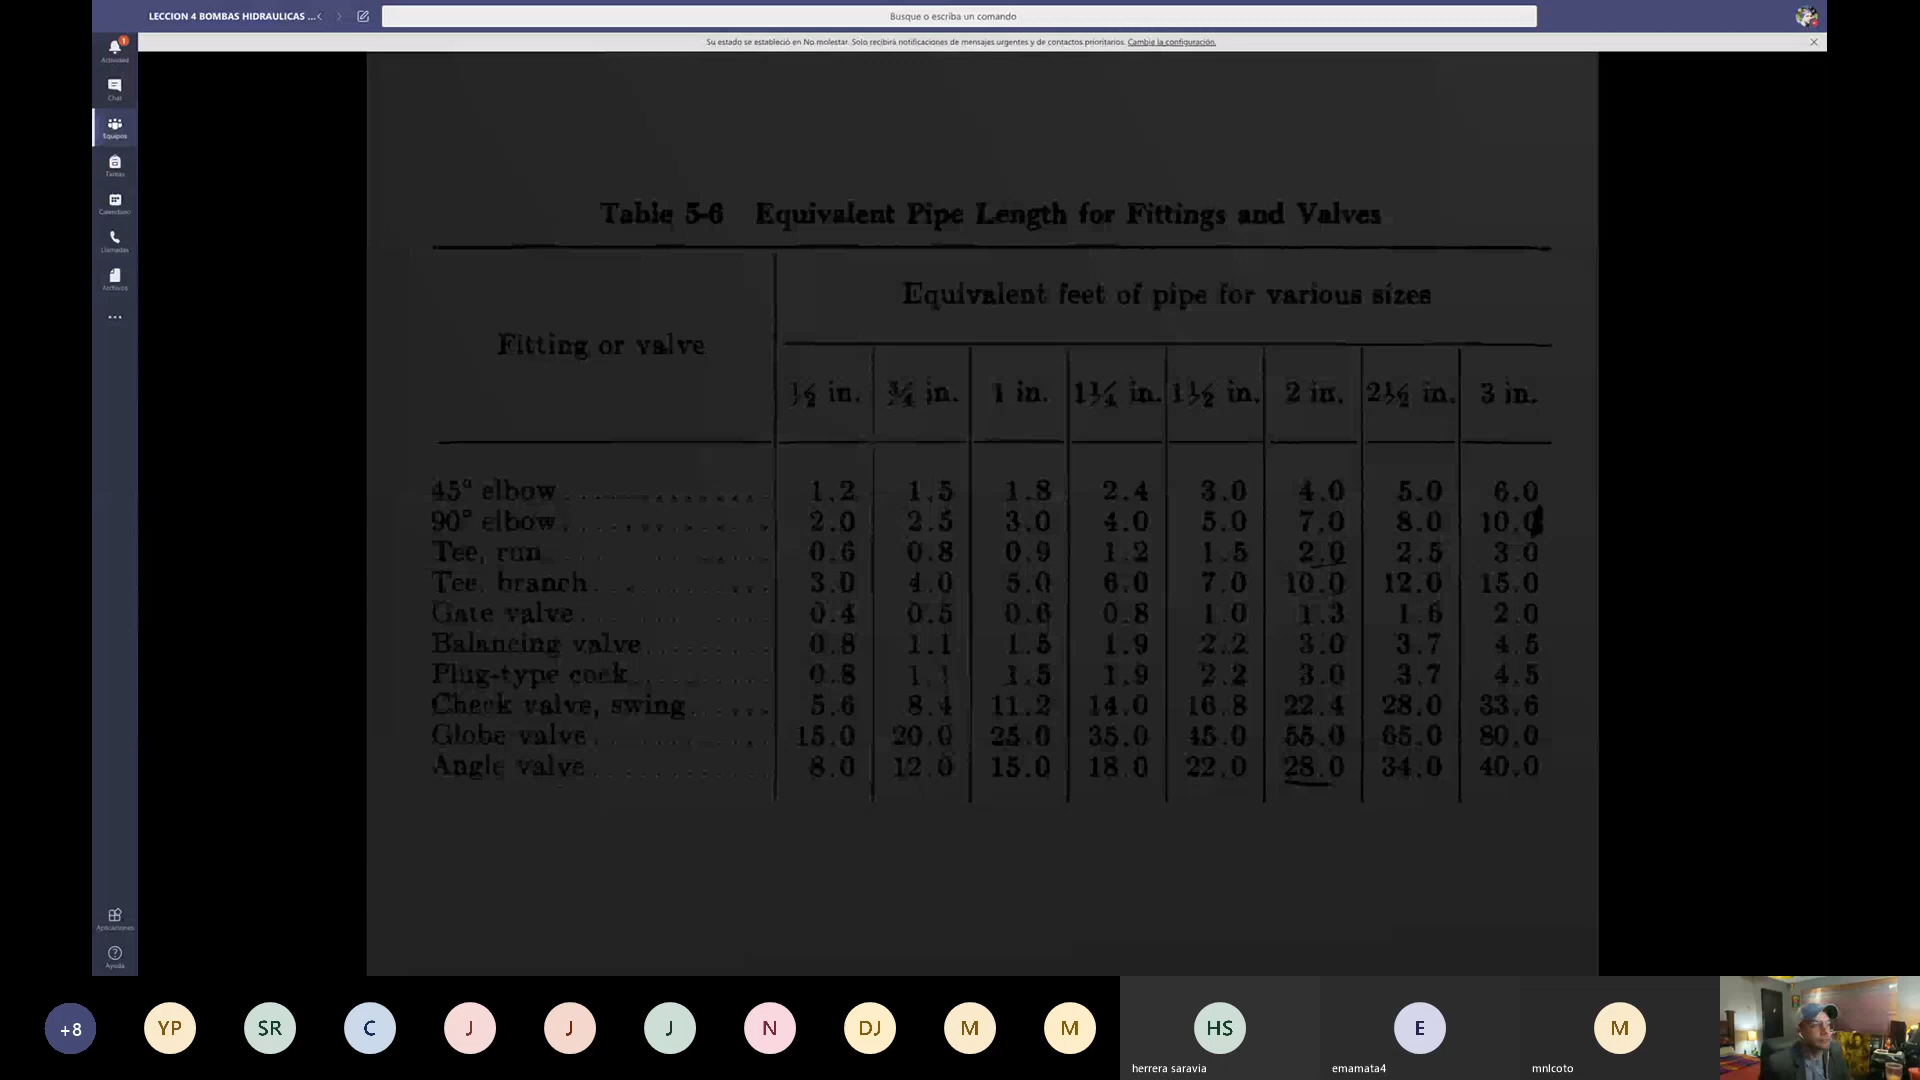 LECCION 4 BOMBAS HIDRAULICAS ...
Busque o escriba un comando
Su estado se estableció en No molestar. Solo recibirá notificaciones de mensajes urgentes y de contactos prioritarios. Cambie la configuración.
1
Actividad
Chat
Equipos
Tareas
Calendario
Llamadas
Archivos
...
Aplicaciones
Ayuda
Table 5-6 Equivalent Pipe Length for Fittings and Valves
Equivalent feet of pipe for various sizes
Fitting or valve
½ in. ¾ in. 1 in. 1¼ in. 1½ in. 2 in. 2½ in. 3 in.
45° elbow 1.2 1.5 1.8 2.4 3.0 4.0 5.0 6.0
90° elbow 2.0 2.5 3.0 4.0 5.0 7.0 8.0 10.0
Tee, run 0.6 0.8 0.9 1.2 1.5 2.0 2.5 3.0
Tee, branch 3.0 4.0 5.0 6.0 7.0 10.0 12.0 15.0
Gate valve 0.4 0.5 0.6 0.8 1.0 1.3 1.6 2.0
Balancing valve 0.8 1.1 1.5 1.9 2.2 3.0 3.7 4.5
Plug-type cock 0.8 1.1 1.5 1.9 2.2 3.0 3.7 4.5
Check valve, swing 5.6 8.4 11.2 14.0 16.8 22.4 28.0 33.6
Globe valve 15.0 20.0 25.0 35.0 45.0 55.0 65.0 80.0
Angle valve 8.0 12.0 15.0 18.0 22.0 28.0 34.0 40.0
+8 YP SR C J J J N DJ M M HS E M
herrera saravia emamata4 mnlcoto